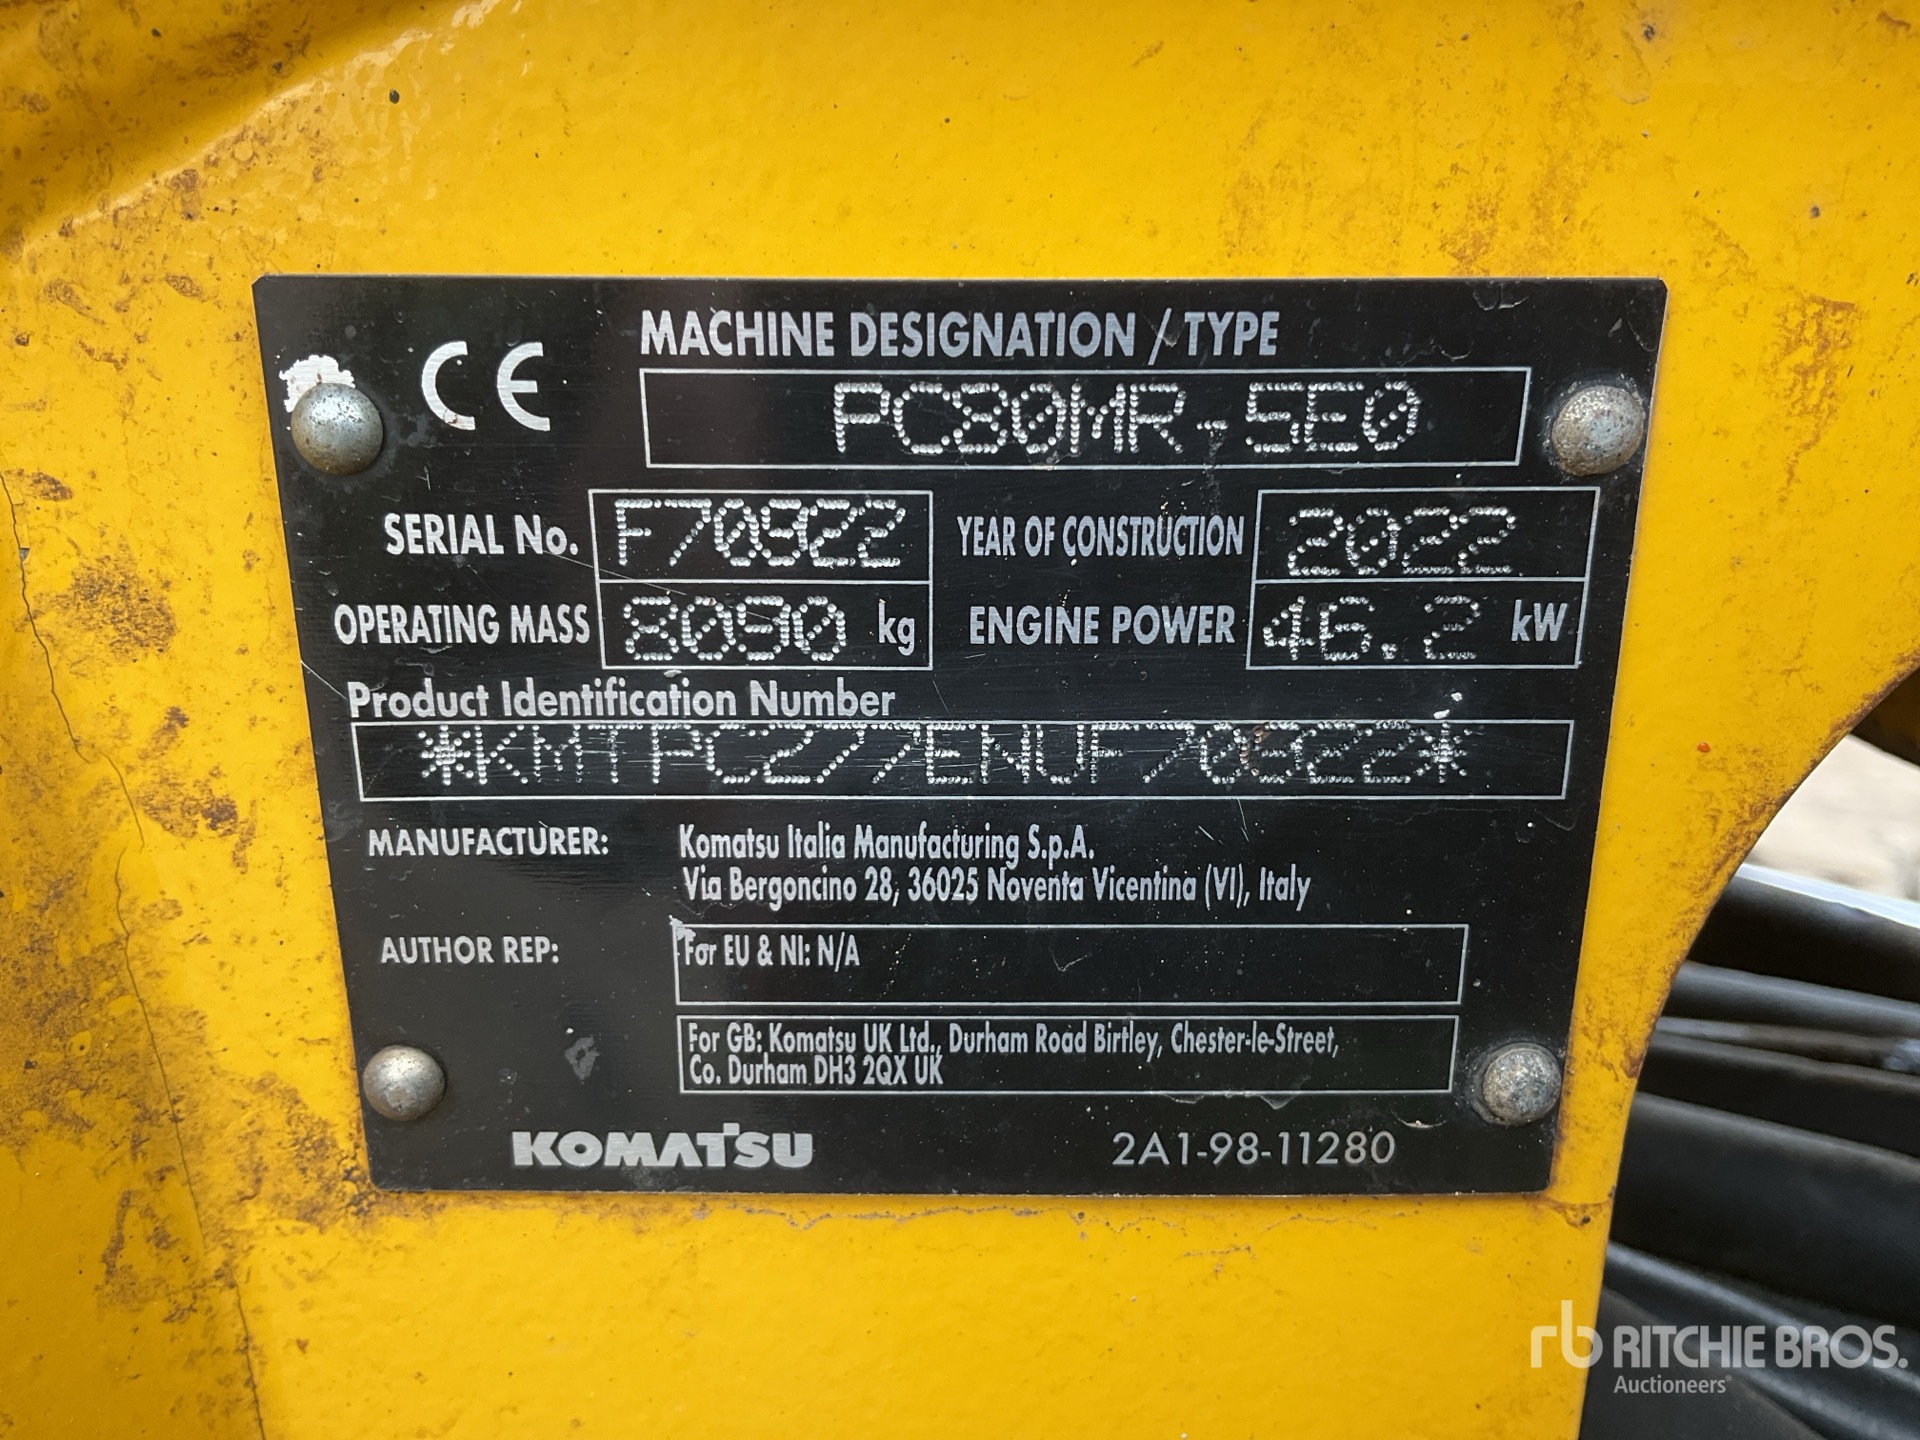 CE
MACHINE DESIGNATION / TYPE
PC80MR-5E0
SERIAL No. F70922 YEAR OF CONSTRUCTION 2022
OPERATING MASS 8090 kg ENGINE POWER 46.2 kW
Product Identification Number
*KMTPC277ENUF70922*
MANUFACTURER: Komatsu Italia Manufacturing S.p.A.
Via Bergoncino 28, 36025 Noventa Vicentina (VI), Italy
AUTHOR REP: For EU & NI: N/A
For GB: Komatsu UK Ltd., Durham Road Birtley, Chester-le-Street,
Co. Durham DH3 2QX UK
KOMATSU 2A1-98-11280
rb RITCHIE BROS.
Auctioneers